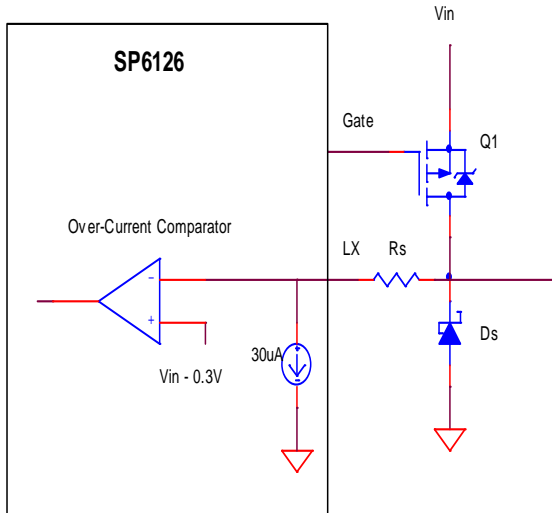 Vin
SP6126
Gate
Q1
Over-Current Comparator
LX
Rs
-
+
Vin - 0.3V
30uA
Ds